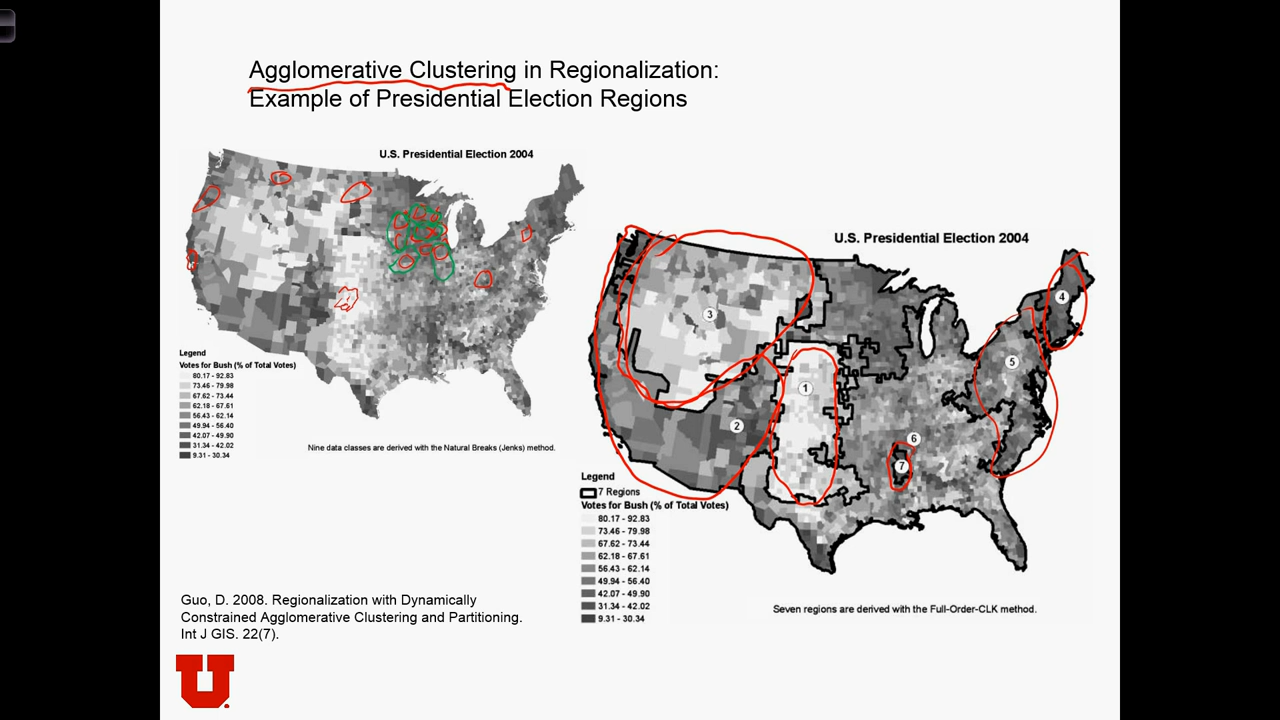 Agglomerative Clustering in Regionalization:
Example of Presidential Election Regions
U.S. Presidential Election 2004
Legend
Votes for Bush (% of Total Votes)
80.17 - 92.83
73.46 - 79.98
67.62 - 73.44
62.18 - 67.61
56.43 - 62.14
49.94 - 56.40
42.07 - 49.90
31.34 - 42.02
9.31 - 30.34
Nine data classes are derived with the Natural Breaks (Jenks) method.
U.S. Presidential Election 2004
4
3
5
1
2
6
7
Legend
7 Regions
Votes for Bush (% of Total Votes)
80.17 - 92.83
73.46 - 79.98
67.62 - 73.44
62.18 - 67.61
56.43 - 62.14
49.94 - 56.40
42.07 - 49.90
31.34 - 42.02
9.31 - 30.34
Seven regions are derived with the Full-Order-CLK method.
Guo, D. 2008. Regionalization with Dynamically
Constrained Agglomerative Clustering and Partitioning.
Int J GIS. 22(7).
U